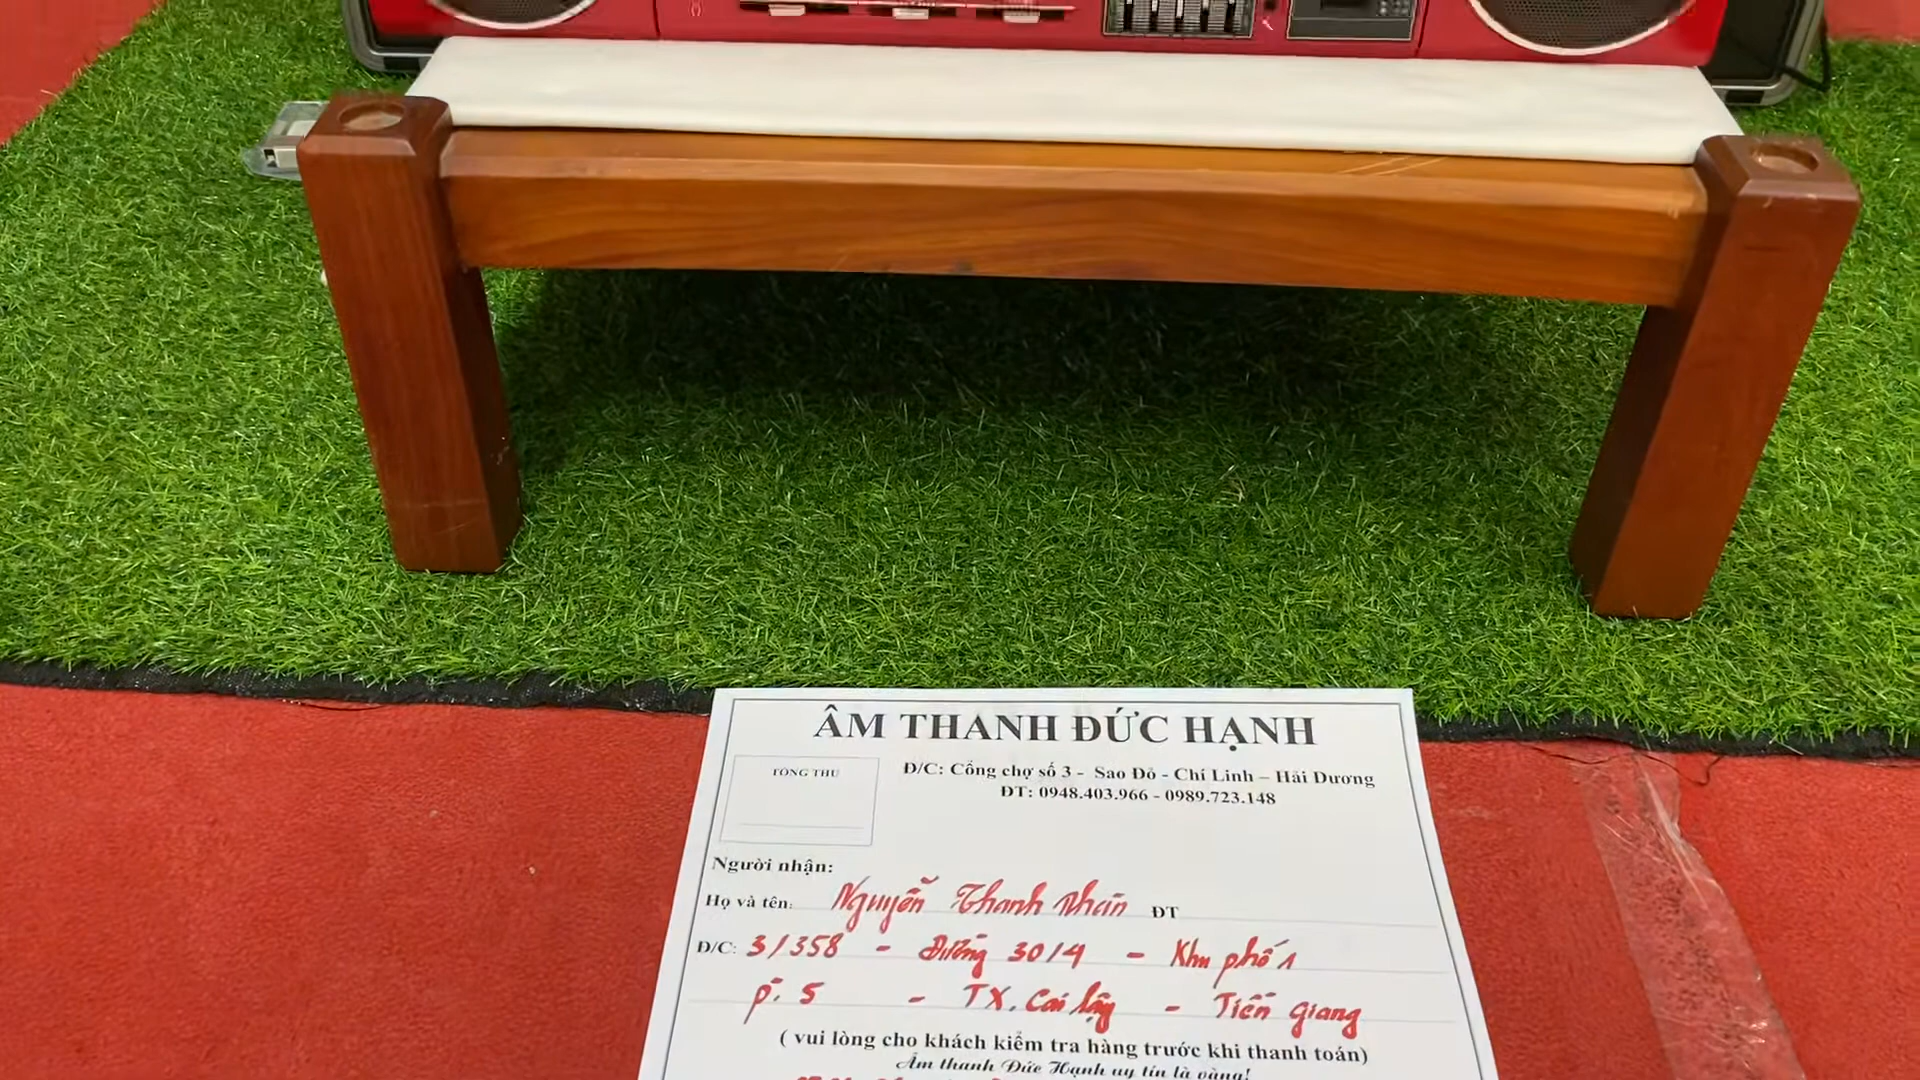 ÂM THANH ĐỨC HẠNH
TỔNG THU
Đ/C: Cổng chợ số 3 - Sao Đỏ - Chí Linh – Hải Dương
ĐT: 0948.403.966 - 0989.723.148
Người nhận:
Họ và tên: Nguyễn Thanh Nhàn ĐT
Đ/C: 3/358 - Đường 30/4 - Khu phố 1
p. 5 - TX. Cai lậy - Tiền Giang
( vui lòng cho khách kiểm tra hàng trước khi thanh toán)
Âm thanh Đức Hạnh uy tín là vàng!